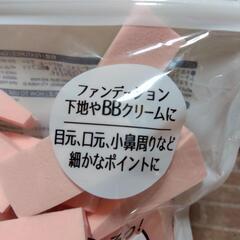 ファンデーション
下地やBBクリームに
目元、口元、小鼻周りなど
細かなポイントに